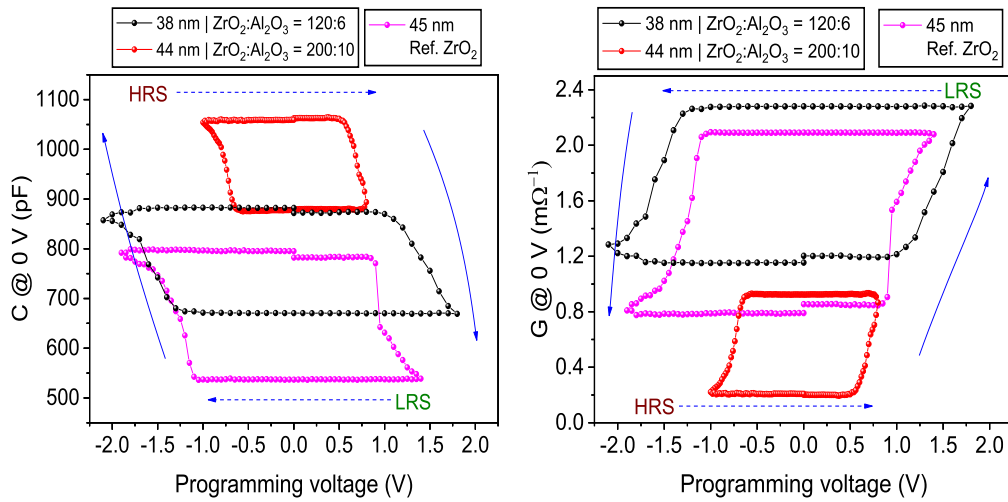 38 nm | ZrO₂:Al₂O₃ = 120:6
44 nm | ZrO₂:Al₂O₃ = 200:10
45 nm
Ref. ZrO₂
HRS
LRS
C @ 0 V (pF)
1100
1000
900
800
700
600
500
-2.0 -1.5 -1.0 -0.5 0.0 0.5 1.0 1.5 2.0
Programming voltage (V)
38 nm | ZrO₂:Al₂O₃ = 120:6
44 nm | ZrO₂:Al₂O₃ = 200:10
45 nm
Ref. ZrO₂
LRS
HRS
G @ 0 V (mΩ⁻¹)
2.4
2.0
1.6
1.2
0.8
0.4
0.0
-2.0 -1.5 -1.0 -0.5 0.0 0.5 1.0 1.5 2.0
Programming voltage (V)